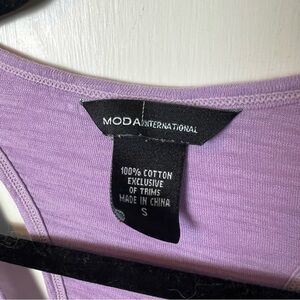 MODA INTERNATIONAL
100% COTTON
EXCLUSIVE
OF TRIMS
MADE IN CHINA
S